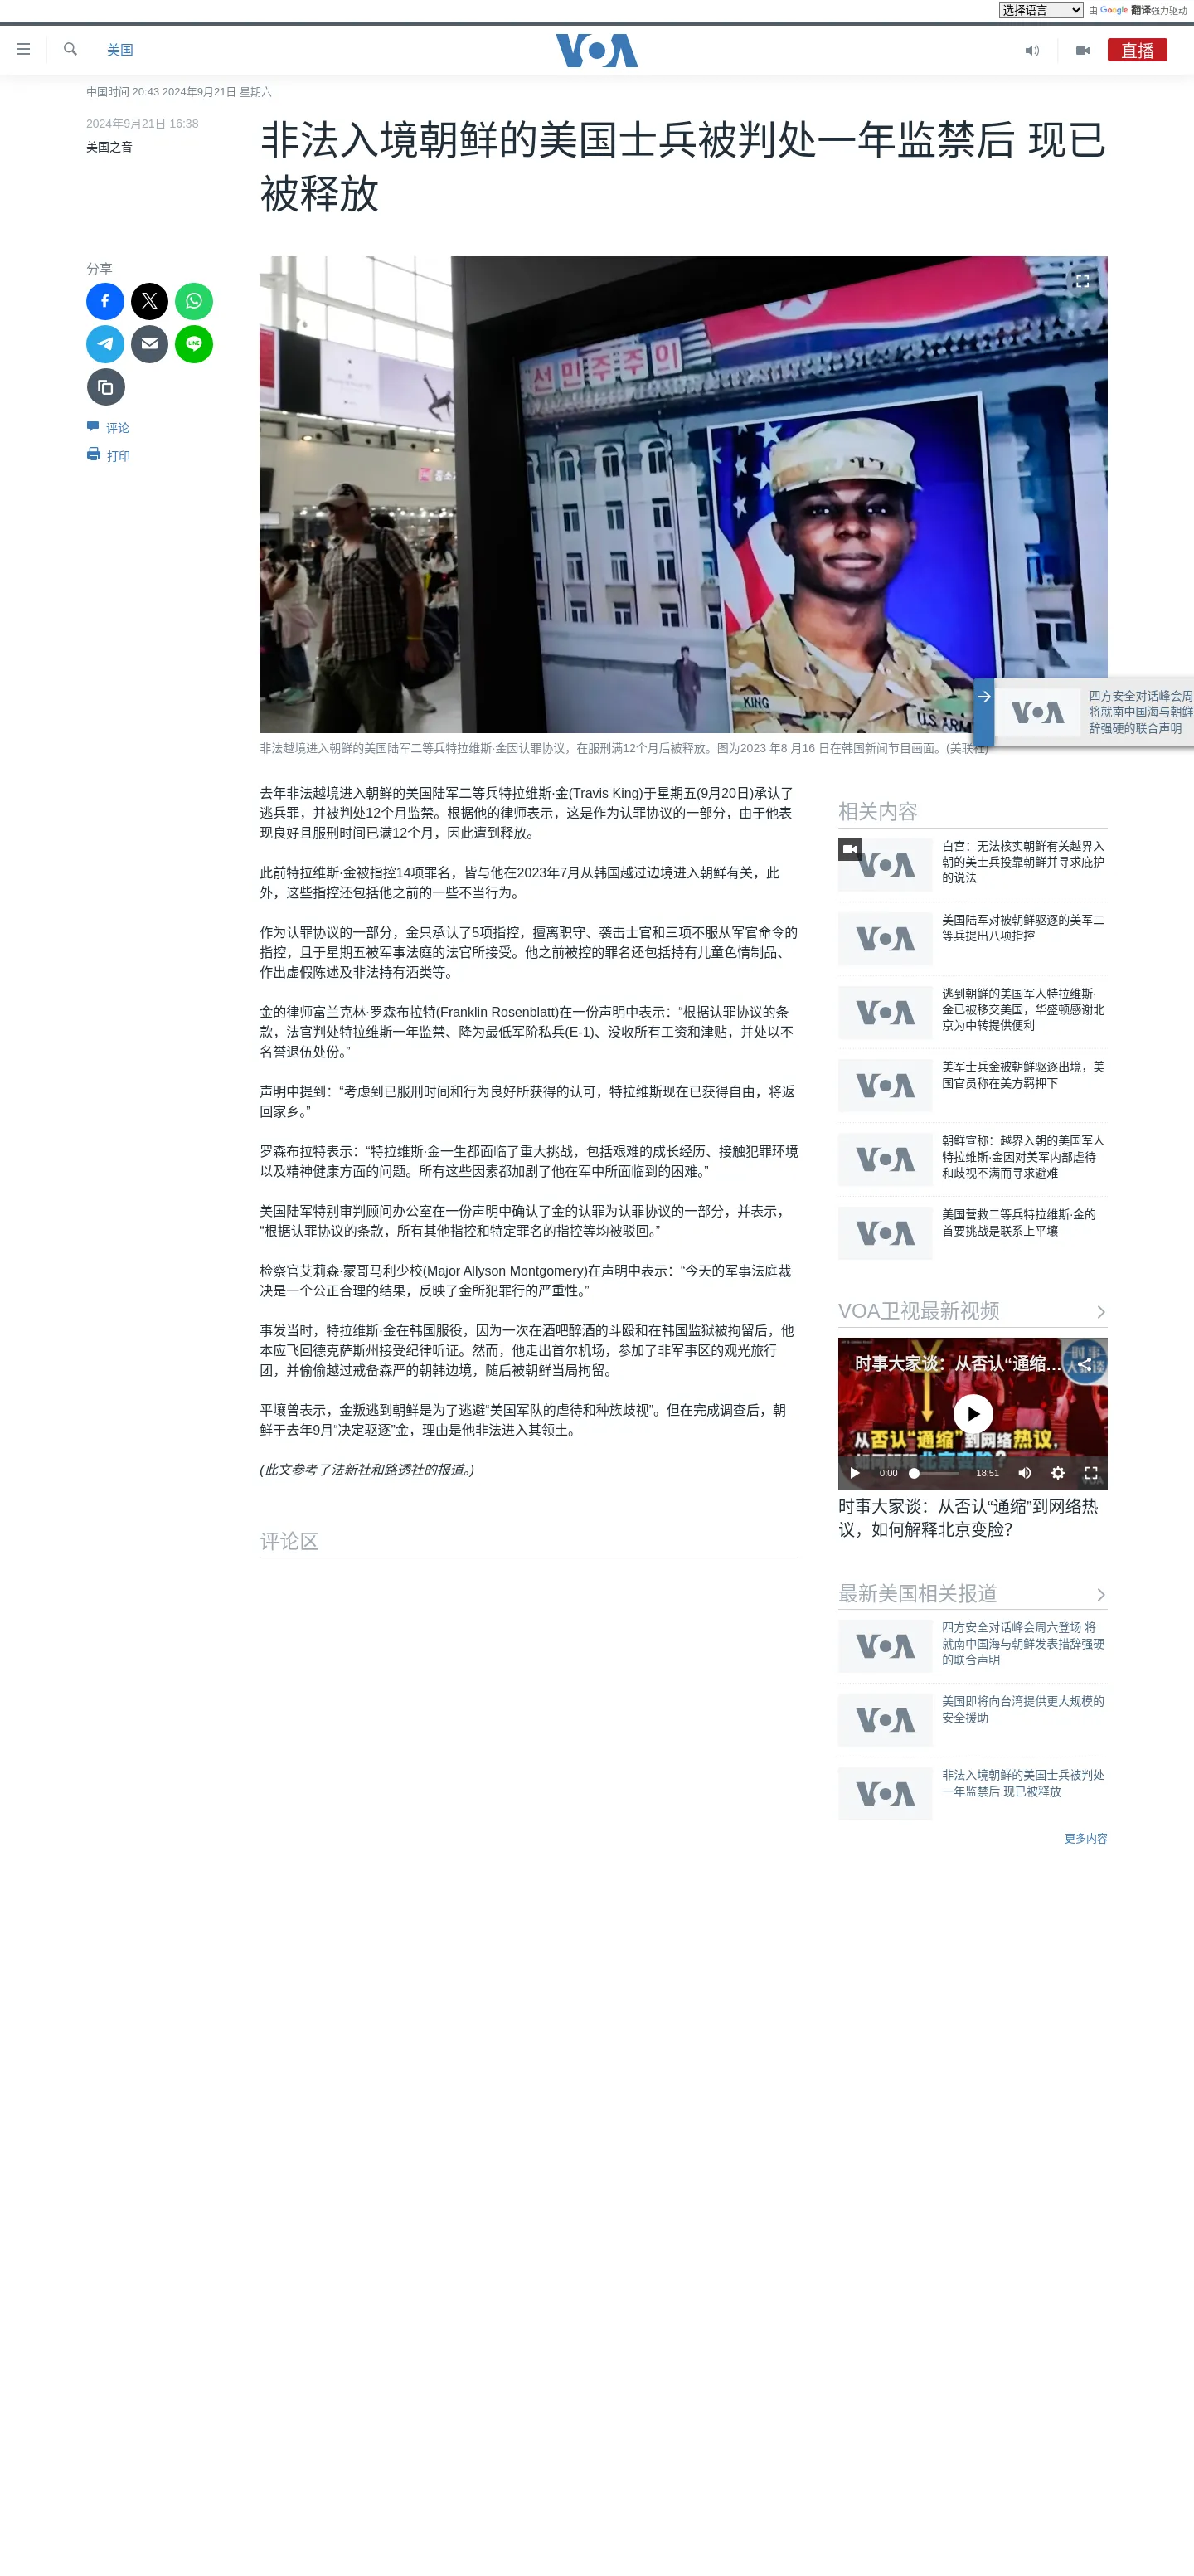 选择语言 由 Google 翻译强力驱动
美国
VOA
直播
中国时间 20:43 2024年9月21日 星期六
2024年9月21日 16:38
美国之音
非法入境朝鲜的美国士兵被判处一年监禁后 现已
被释放
分享
评论
打印
선민주주의
KING
U.S. ARM
四方安全对话峰会周
将就南中国海与朝鲜
辞强硬的联合声明
VOA
非法越境进入朝鲜的美国陆军二等兵特拉维斯·金因认罪协议，在服刑满12个月后被释放。图为2023 年8 月16 日在韩国新闻节目画面。(美联社)
去年非法越境进入朝鲜的美国陆军二等兵特拉维斯·金(Travis King)于星期五(9月20日)承认了
逃兵罪，并被判处12个月监禁。根据他的律师表示，这是作为认罪协议的一部分，由于他表
现良好且服刑时间已满12个月，因此遭到释放。
此前特拉维斯·金被指控14项罪名，皆与他在2023年7月从韩国越过边境进入朝鲜有关，此
外，这些指控还包括他之前的一些不当行为。
作为认罪协议的一部分，金只承认了5项指控，擅离职守、袭击士官和三项不服从军官命令的
指控，且于星期五被军事法庭的法官所接受。他之前被控的罪名还包括持有儿童色情制品、
作出虚假陈述及非法持有酒类等。
金的律师富兰克林·罗森布拉特(Franklin Rosenblatt)在一份声明中表示：“根据认罪协议的条
款，法官判处特拉维斯一年监禁、降为最低军阶私兵(E-1)、没收所有工资和津贴，并处以不
名誉退伍处份。”
声明中提到：“考虑到已服刑时间和行为良好所获得的认可，特拉维斯现在已获得自由，将返
回家乡。”
罗森布拉特表示：“特拉维斯·金一生都面临了重大挑战，包括艰难的成长经历、接触犯罪环境
以及精神健康方面的问题。所有这些因素都加剧了他在军中所面临到的困难。”
美国陆军特别审判顾问办公室在一份声明中确认了金的认罪为认罪协议的一部分，并表示，
“根据认罪协议的条款，所有其他指控和特定罪名的指控等均被驳回。”
检察官艾莉森·蒙哥马利少校(Major Allyson Montgomery)在声明中表示：“今天的军事法庭裁
决是一个公正合理的结果，反映了金所犯罪行的严重性。”
事发当时，特拉维斯·金在韩国服役，因为一次在酒吧醉酒的斗殴和在韩国监狱被拘留后，他
本应飞回德克萨斯州接受纪律听证。然而，他走出首尔机场，参加了非军事区的观光旅行
团，并偷偷越过戒备森严的朝韩边境，随后被朝鲜当局拘留。
平壤曾表示，金叛逃到朝鲜是为了逃避“美国军队的虐待和种族歧视”。但在完成调查后，朝
鲜于去年9月“决定驱逐”金，理由是他非法进入其领土。
(此文参考了法新社和路透社的报道。)
评论区
相关内容
VOA
白宫：无法核实朝鲜有关越界入
朝的美士兵投靠朝鲜并寻求庇护
的说法
VOA
美国陆军对被朝鲜驱逐的美军二
等兵提出八项指控
VOA
逃到朝鲜的美国军人特拉维斯·
金已被移交美国，华盛顿感谢北
京为中转提供便利
VOA
美军士兵金被朝鲜驱逐出境，美
国官员称在美方羁押下
VOA
朝鲜宣称：越界入朝的美国军人
特拉维斯·金因对美军内部虐待
和歧视不满而寻求避难
VOA
美国营救二等兵特拉维斯·金的
首要挑战是联系上平壤
VOA卫视最新视频
时事大家谈：从否认“通缩...
时事
大家谈
从否认“通缩”到网络热议，
如何解释北京变脸？
0:00
18:51
VOA
时事大家谈：从否认“通缩”到网络热
议，如何解释北京变脸？
最新美国相关报道
VOA
四方安全对话峰会周六登场 将
就南中国海与朝鲜发表措辞强硬
的联合声明
VOA
美国即将向台湾提供更大规模的
安全援助
VOA
非法入境朝鲜的美国士兵被判处
一年监禁后 现已被释放
更多内容